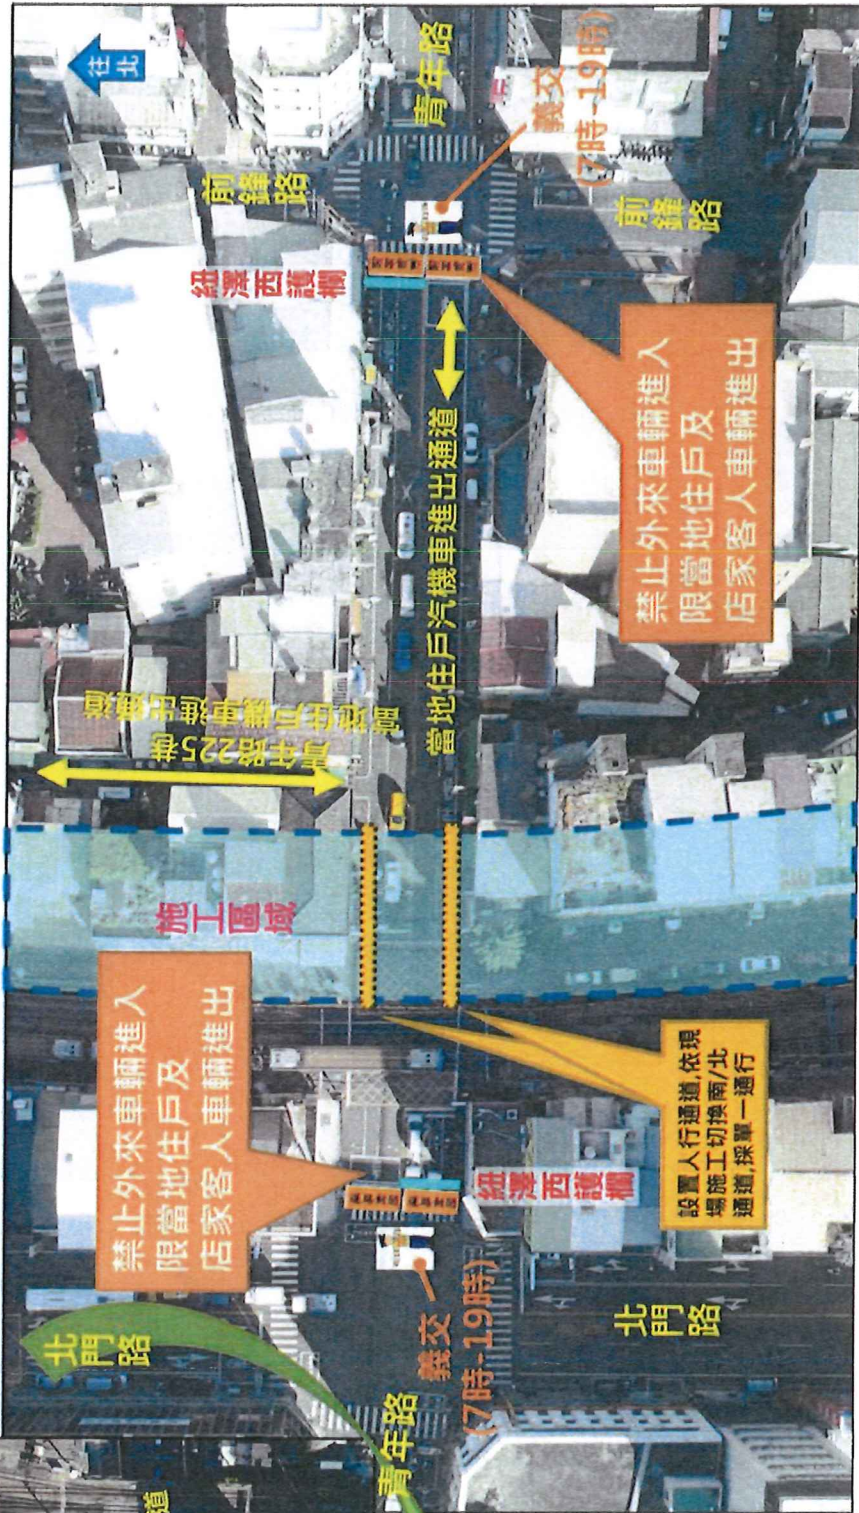 往北
北門路
禁止外來車輛進入
限當地住戶及
店家客人車輛進出
施工區域
青年路225巷
當地住戶機車進出通道
紐澤西護欄
前鋒路
道
青年路
義交
(7時-19時)
當地住戶汽機車進出通道
青年路
義交
(7時-19時)
紐澤西護欄
北門路
設置人行通道,依現
場施工切換南/北
通道,採單一通行
禁止外來車輛進入
限當地住戶及
店家客人車輛進出
前鋒路